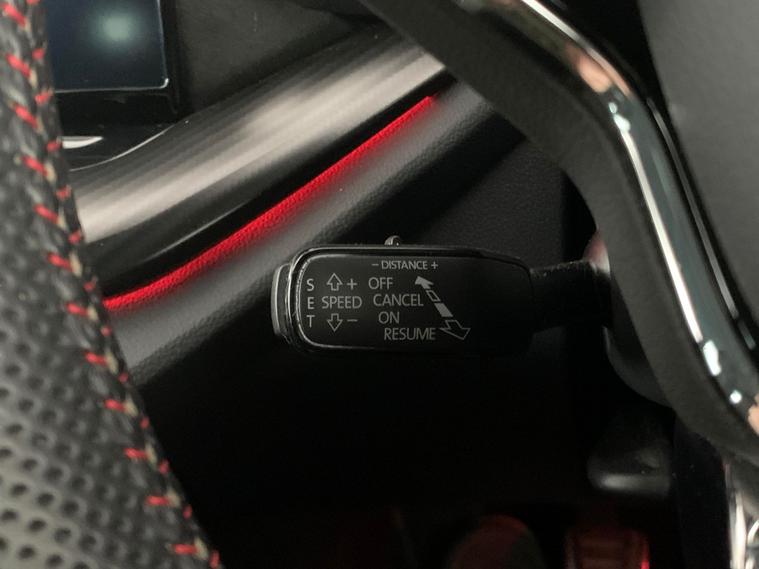 − DISTANCE +
S + OFF
E SPEED CANCEL
T − ON
RESUME